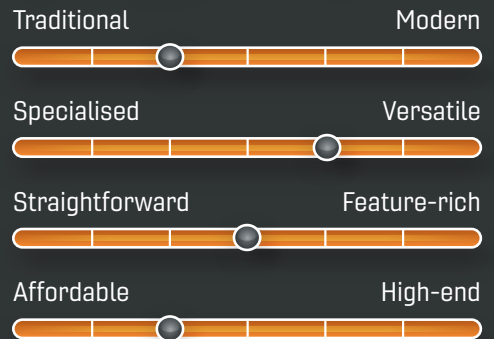 Traditional Modern
Specialised Versatile
Straightforward Feature-rich
Affordable High-end